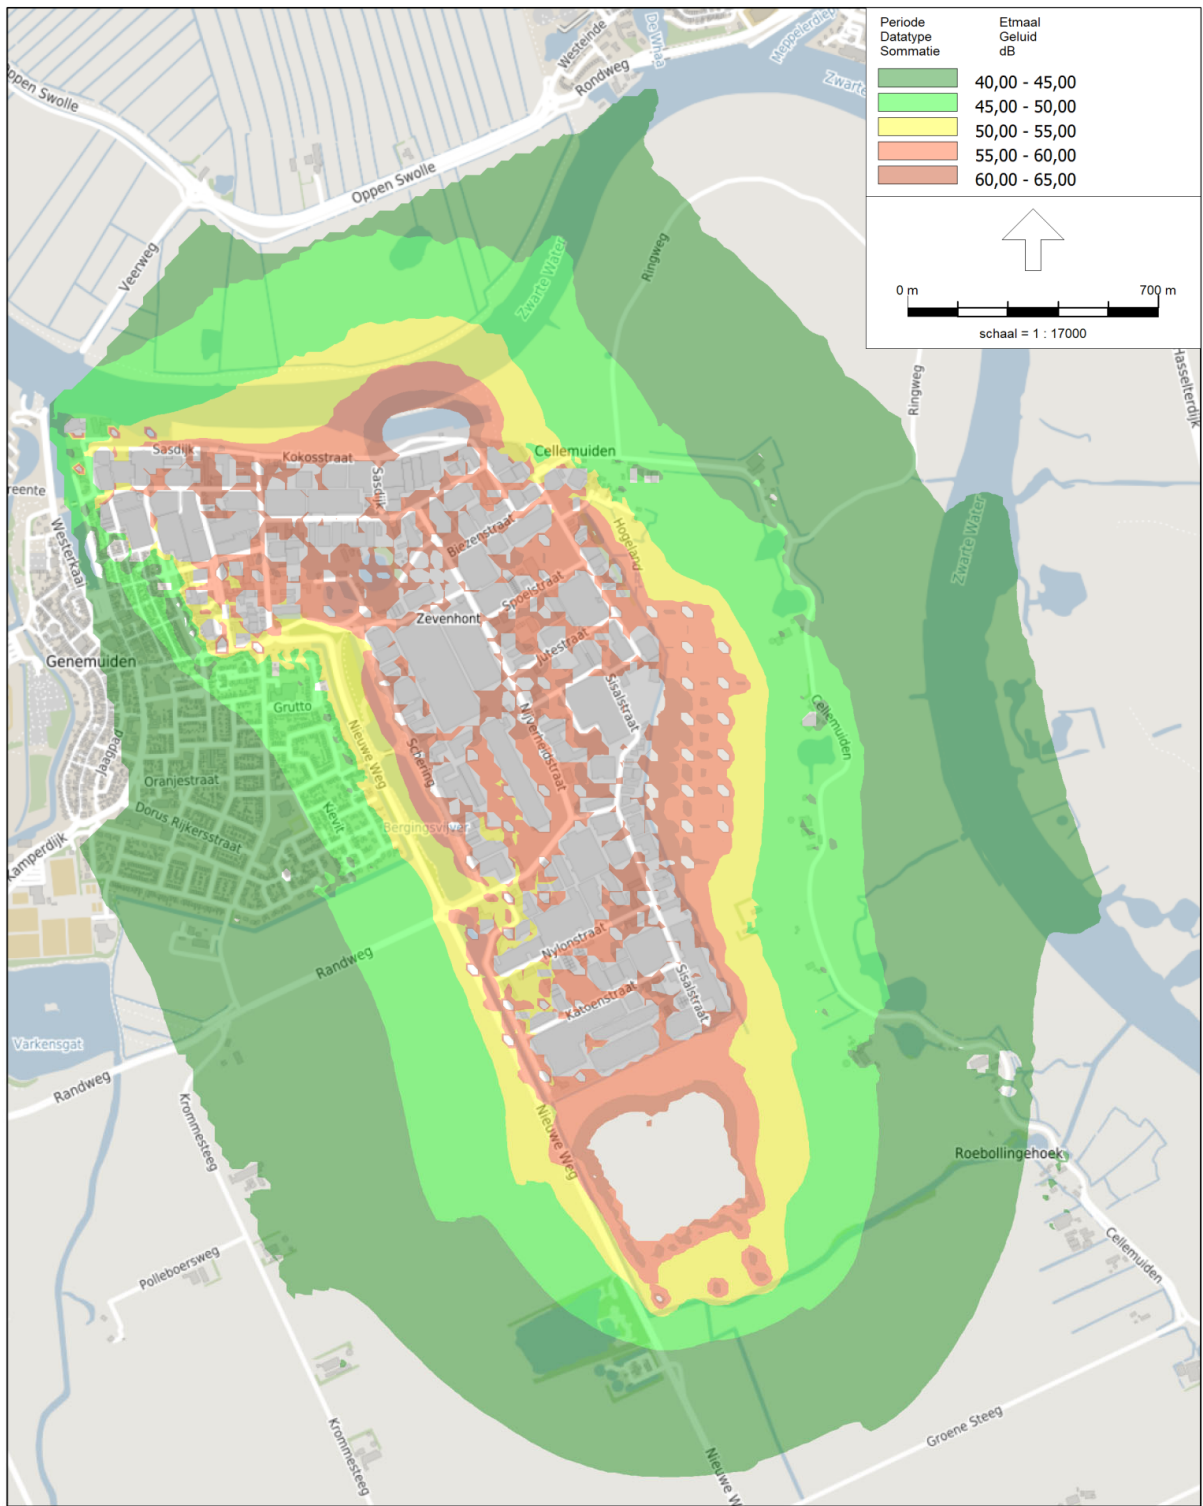 Periode Etmaal
Datatype Geluid
Sommatie dB
40,00 - 45,00
45,00 - 50,00
50,00 - 55,00
55,00 - 60,00
60,00 - 65,00
0 m 700 m
schaal = 1 : 17000
Westeinde
De Whaa
Meppelerdiep
Rondweg
Zwarte
Oppen Swolle
Oppen Swolle
Veerweg
Ringweg
Zwarte Water
Hasselterdijk
Ringweg
Sasdijk
Kokosstraat
Sasdijk
Cellemuiden
reente
Westerkaai
Biezenstraat
Hogeland
Zwarte Water
Spoelstraat
Zevenhont
Jutestraat
Genemuiden
Sisalstraat
Grutto
Nijverheidstraat
Cellemuiden
Nieuwe Weg
Schering
Jaagpad
Oranjestraat
Kievit
Dorus Rijkersstraat
Bergingsvijver
Kamperdijk
Nylonstraat
Randweg
Sisalstraat
Katoenstraat
Varkensgat
Randweg
Krommesteeg
Nieuwe Weg
Roebollingehoek
Polleboersweg
Cellemuiden
Groene Steeg
Krommesteeg
Nieuwe W